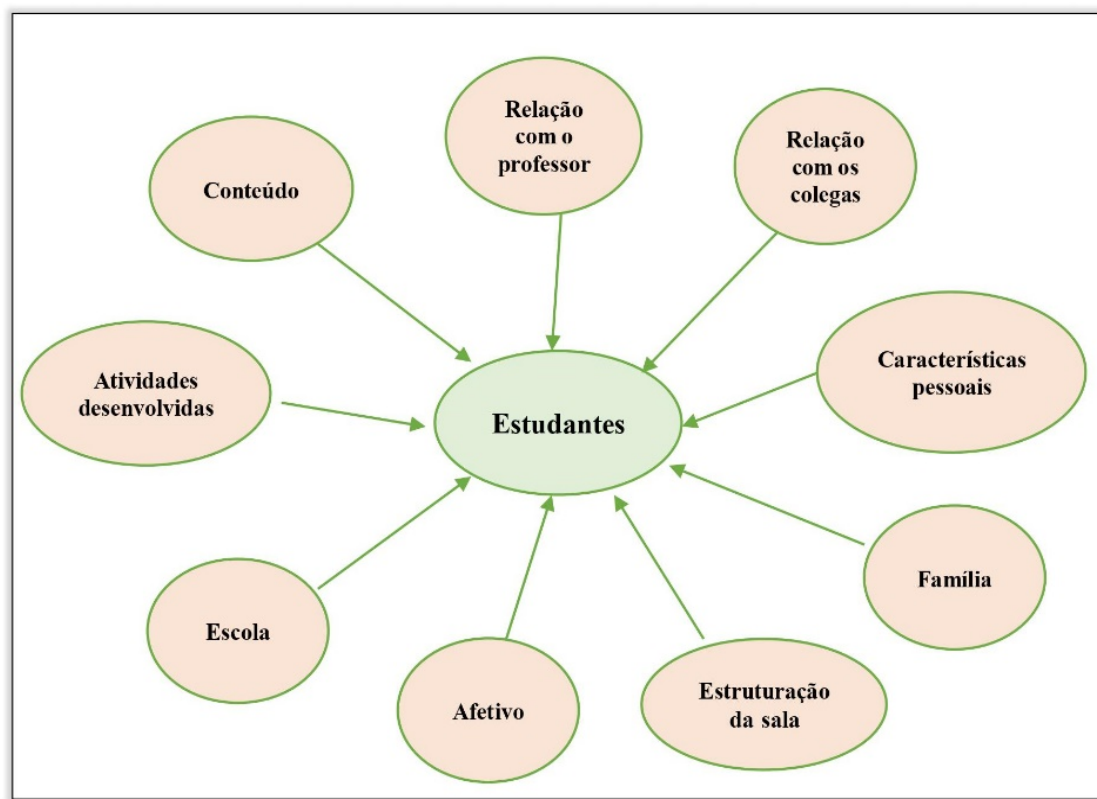 Relação
com o
professor
Relação
com os
colegas
Conteúdo
Características
pessoais
Atividades
desenvolvidas
Estudantes
Família
Escola
Afetivo
Estruturação
da sala